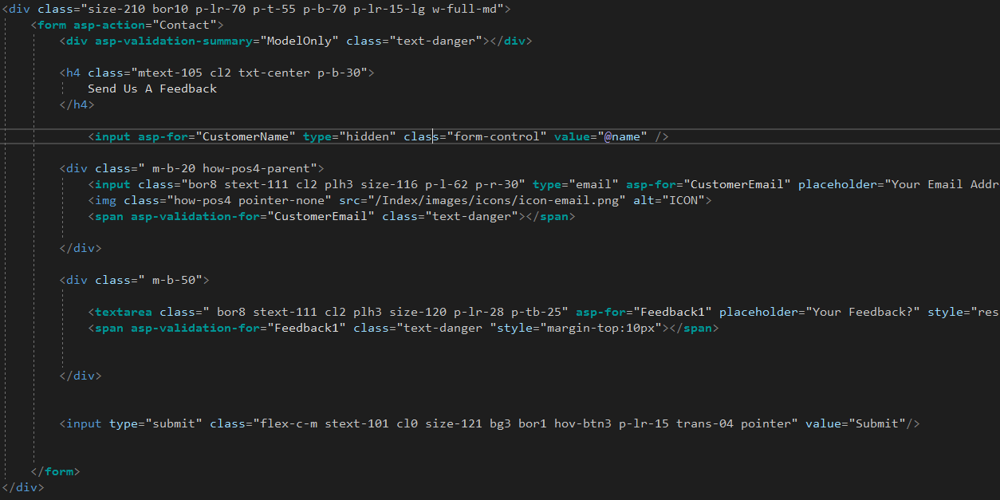 <div class="size-210 bor10 p-lr-70 p-t-55 p-b-70 p-lr-15-lg w-full-md">
<form asp-action="Contact">
<div asp-validation-summary="ModelOnly" class="text-danger"></div>
<h4 class="mtext-105 cl2 txt-center p-b-30">
Send Us A Feedback
</h4>
<input asp-for="CustomerName" type="hidden" class="form-control" value="@name" />
<div class=" m-b-20 how-pos4-parent">
<input class="bor8 stext-111 cl2 plh3 size-116 p-l-62 p-r-30" type="email" asp-for="CustomerEmail" placeholder="Your Email Addr
<img class="how-pos4 pointer-none" src="/Index/images/icons/icon-email.png" alt="ICON">
<span asp-validation-for="CustomerEmail" class="text-danger"></span>
</div>
<div class=" m-b-50">
<textarea class=" bor8 stext-111 cl2 plh3 size-120 p-lr-28 p-tb-25" asp-for="Feedback1" placeholder="Your Feedback?" style="res
<span asp-validation-for="Feedback1" class="text-danger "style="margin-top:10px"></span>
</div>
<input type="submit" class="flex-c-m stext-101 cl0 size-121 bg3 bor1 hov-btn3 p-lr-15 trans-04 pointer" value="Submit"/>
</form>
</div>